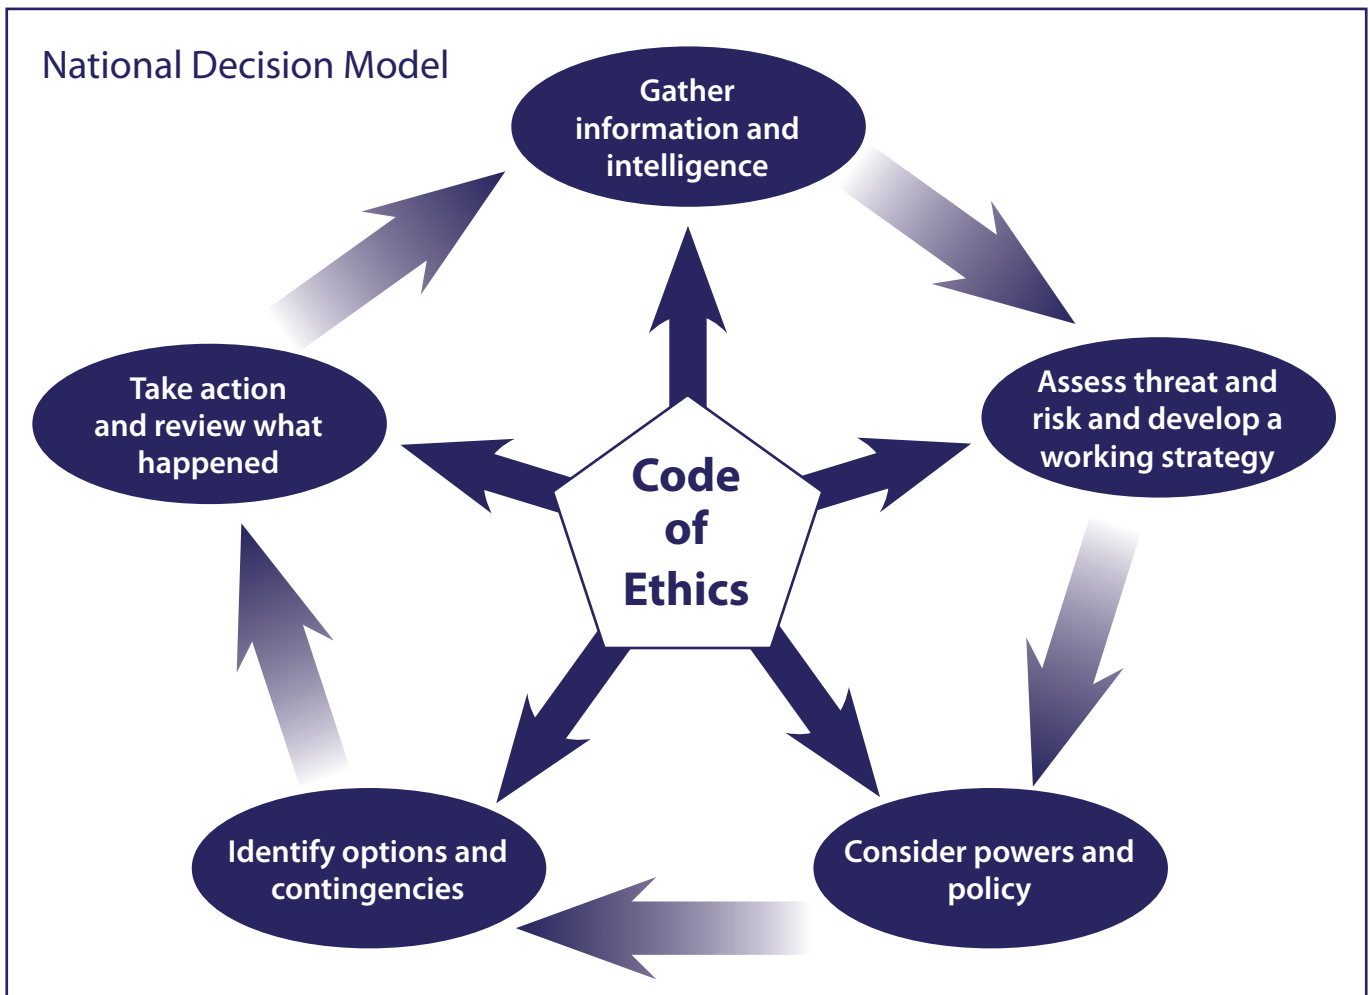 National Decision Model
Gather
information and
intelligence
Assess threat and
risk and develop a
working strategy
Consider powers and
policy
Identify options and
contingencies
Take action
and review what
happened
Code
of
Ethics